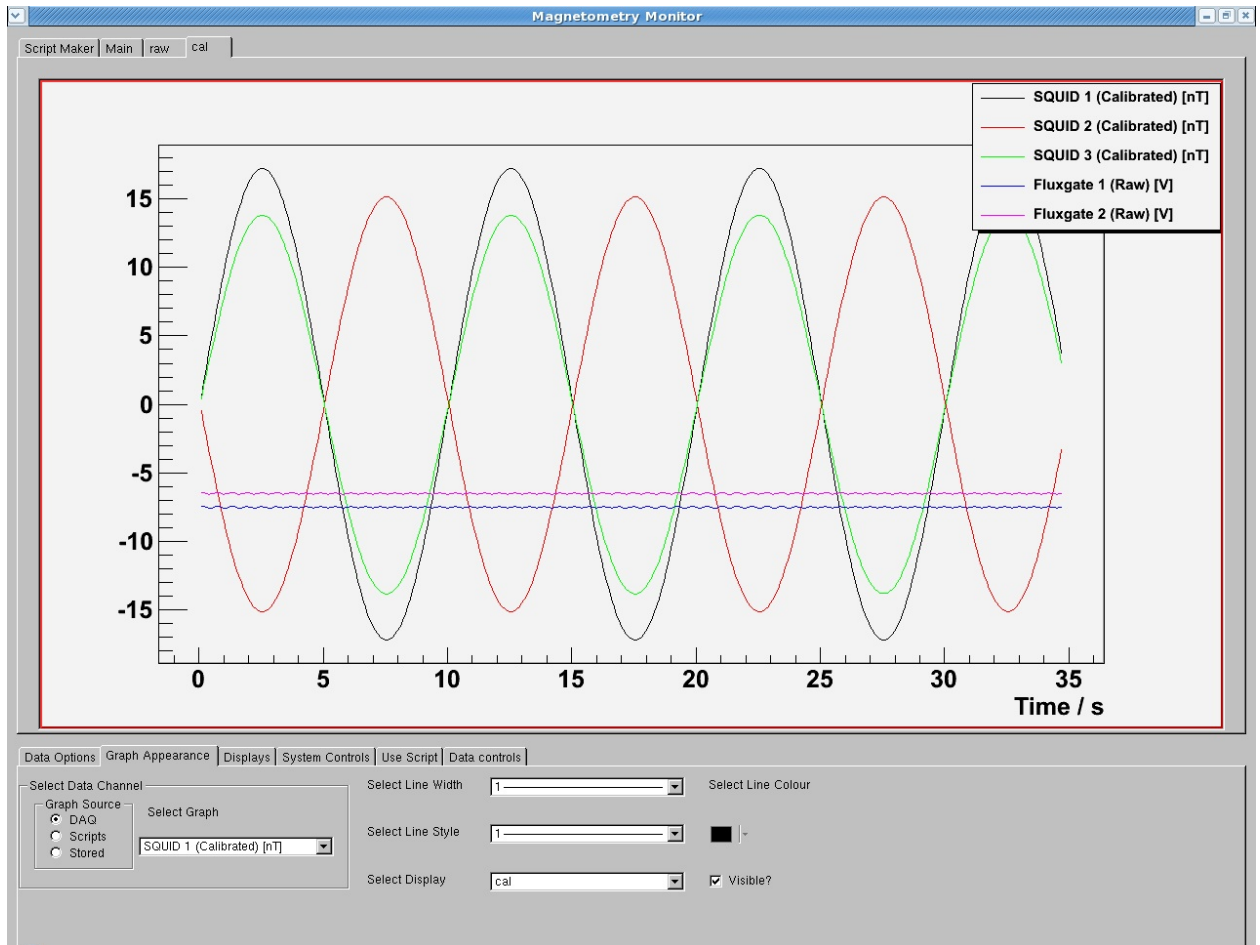 Magnetometry Monitor
Script Maker Main raw cal
SQUID 1 (Calibrated) [nT]
SQUID 2 (Calibrated) [nT]
SQUID 3 (Calibrated) [nT]
Fluxgate 1 (Raw) [V]
Fluxgate 2 (Raw) [V]
15
10
5
0
-5
-10
-15
0 5 10 15 20 25 30 35
Time / s
Data Options Graph Appearance Displays System Controls Use Script Data controls
Select Data Channel
Graph Source
DAQ
Scripts
Stored
Select Graph
SQUID 1 (Calibrated) [nT]
Select Line Width 1
Select Line Style 1
Select Display cal
Select Line Colour
Visible?